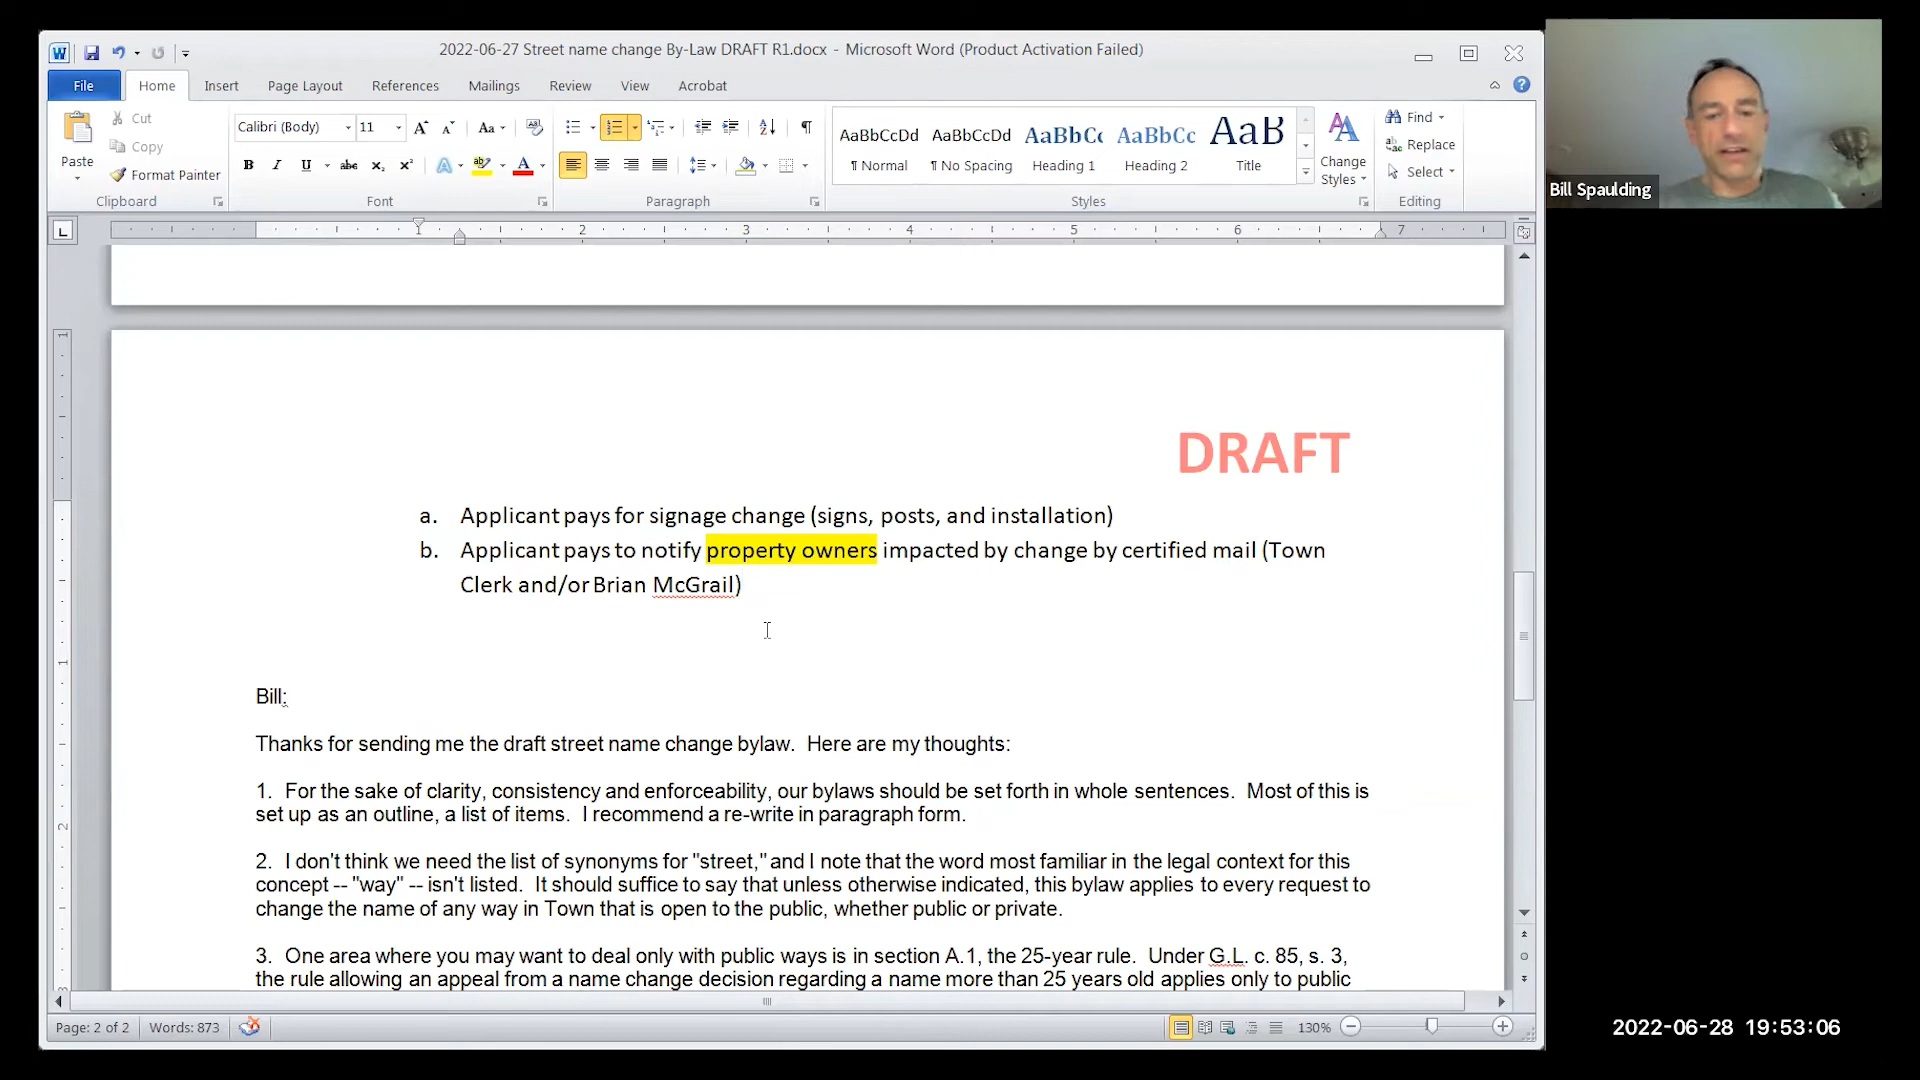 2022-06-27 Street name change By-Law DRAFT R1.docx - Microsoft Word (Product Activation Failed)
File Home Insert Page Layout References Mailings Review View Acrobat
Paste
Cut
Copy
Format Painter
Clipboard
Calibri (Body) 11
Font
Paragraph
AaBbCcDd AaBbCcDd AaBbCc AaBbCc AaB
¶ Normal ¶ No Spacing Heading 1 Heading 2 Title
Change
Styles
Styles
Find
Replace
Select
Editing
Bill Spaulding
1 2 3 4 5 6 7
DRAFT
a. Applicant pays for signage change (signs, posts, and installation)
b. Applicant pays to notify property owners impacted by change by certified mail (Town
Clerk and/or Brian McGrail)
Bill:
Thanks for sending me the draft street name change bylaw. Here are my thoughts:
1. For the sake of clarity, consistency and enforceability, our bylaws should be set forth in whole sentences. Most of this is
set up as an outline, a list of items. I recommend a re-write in paragraph form.
2. I don't think we need the list of synonyms for "street," and I note that the word most familiar in the legal context for this
concept -- "way" -- isn't listed. It should suffice to say that unless otherwise indicated, this bylaw applies to every request to
change the name of any way in Town that is open to the public, whether public or private.
3. One area where you may want to deal only with public ways is in section A.1, the 25-year rule. Under G.L. c. 85, s. 3,
the rule allowing an appeal from a name change decision regarding a name more than 25 years old applies only to public
Page: 2 of 2 Words: 873 130%
2022-06-28 19:53:06